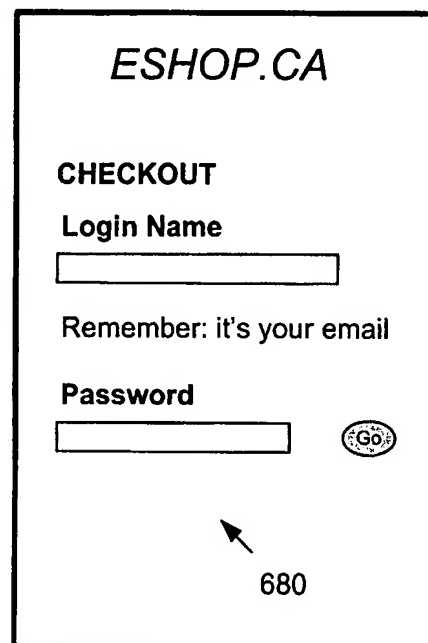 ESHOP.CA
CHECKOUT
Login Name
Remember: it's your email
Password
Go
680